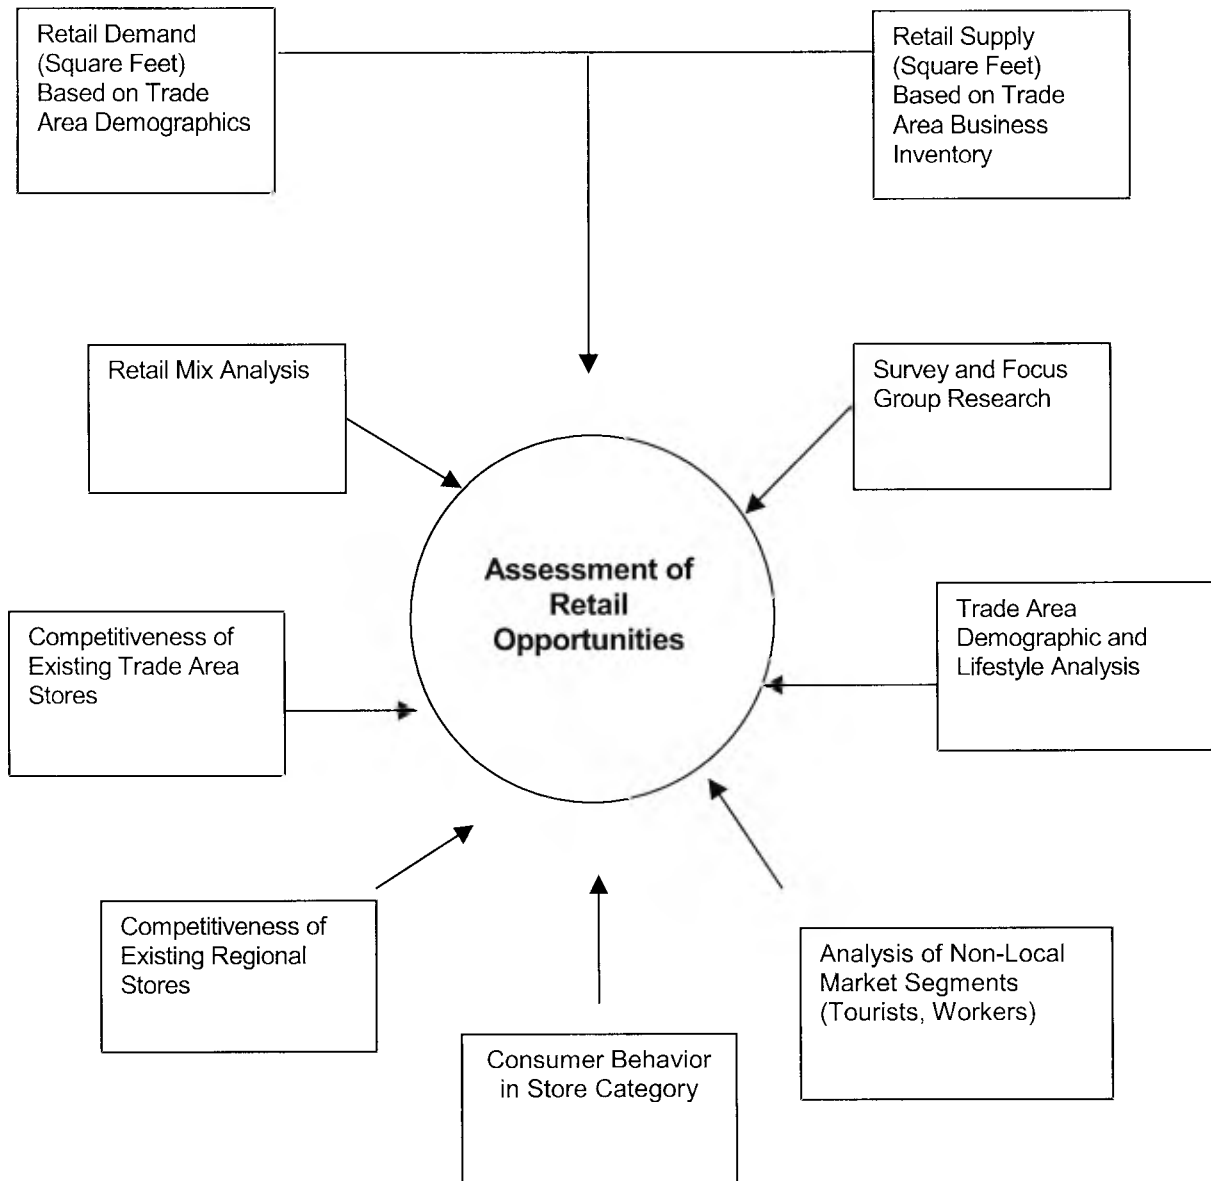 Retail Demand
(Square Feet)
Based on Trade
Area Demographics
Retail Supply
(Square Feet)
Based on Trade
Area Business
Inventory
Retail Mix Analysis
Survey and Focus
Group Research
Assessment of
Retail
Opportunities
Competitiveness of
Existing Trade Area
Stores
Trade Area
Demographic and
Lifestyle Analysis
Competitiveness of
Existing Regional
Stores
Consumer Behavior
in Store Category
Analysis of Non-Local
Market Segments
(Tourists, Workers)